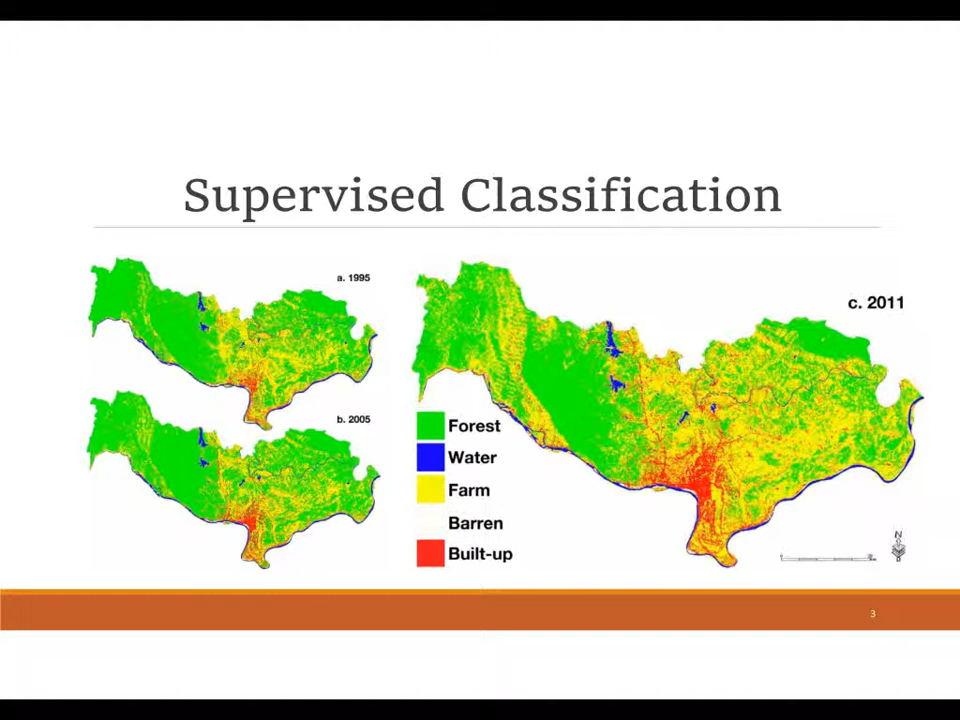 Supervised Classification
a. 1995
c. 2011
b. 2005
Forest
Water
Farm
Barren
Built-up
N
3